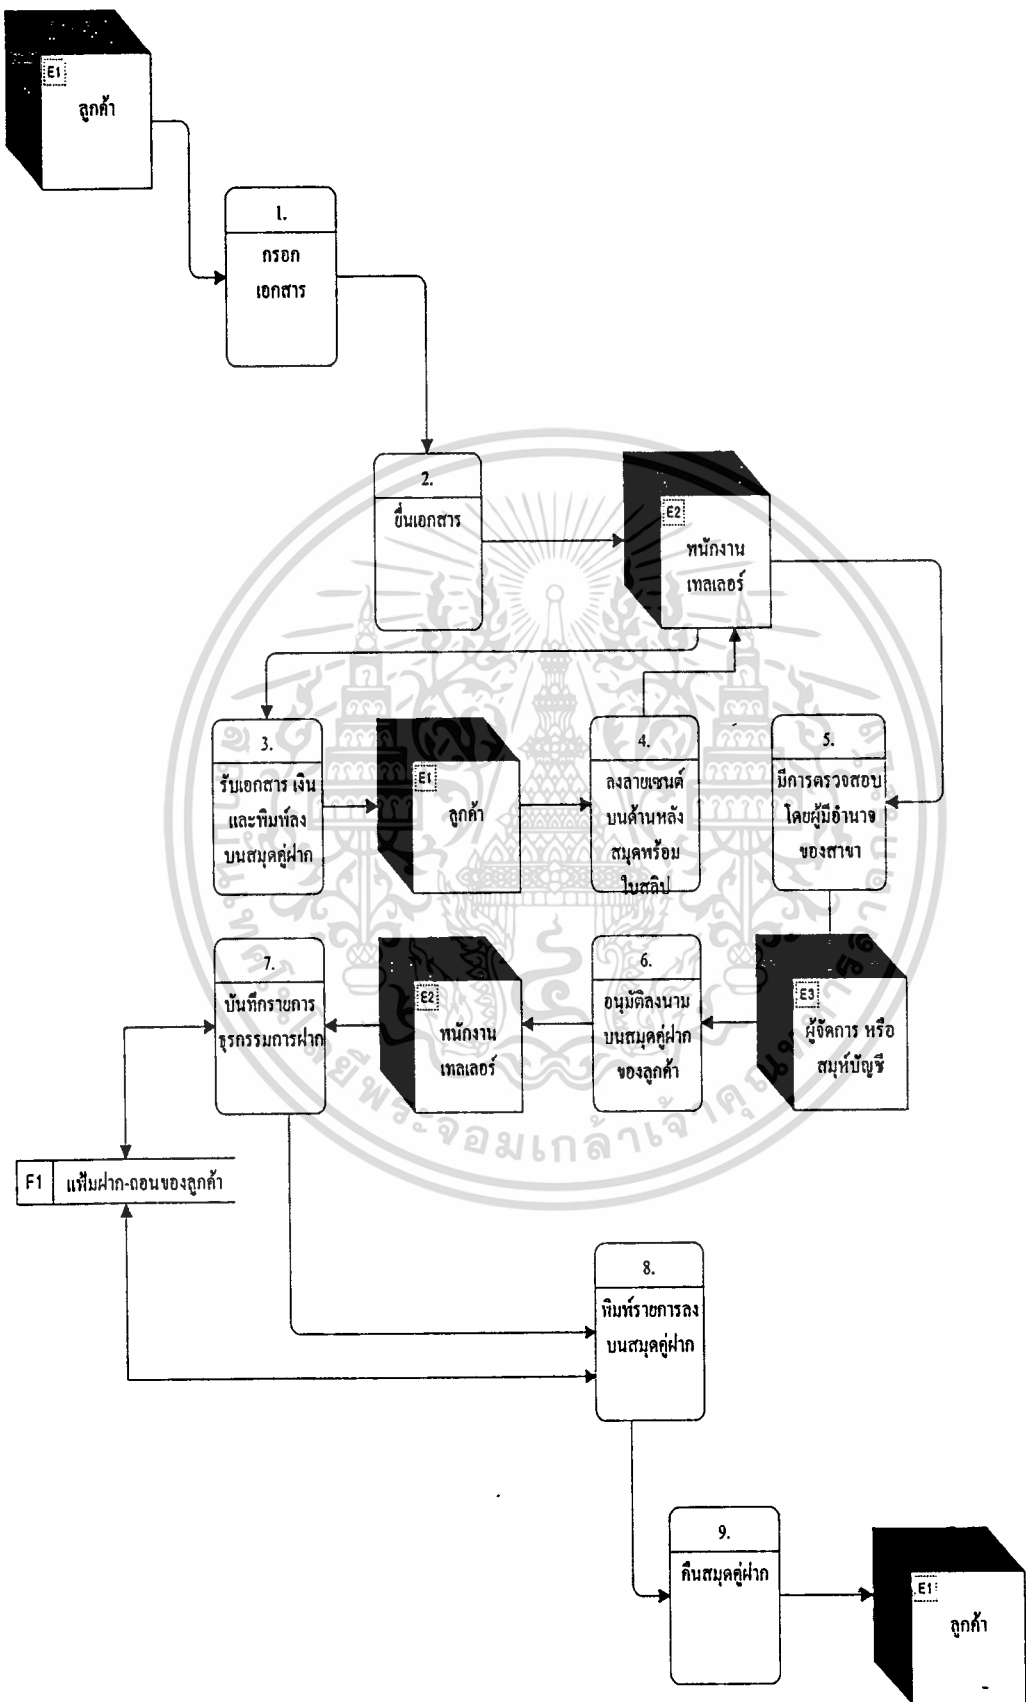 E1
ลูกค้า
1.
กรอก
เอกสาร
2.
ยื่นเอกสาร
E2
พนักงาน
เทลเลอร์
3.
รับเอกสาร เงิน
และพิมพ์ลง
บนสมุดคู่ฝาก
E1
ลูกค้า
4.
ลงลายเซนต์
บนด้านหลัง
สมุดพร้อม
ใบสลิป
5.
มีการตรวจสอบ
โดยผู้มีอำนาจ
ของสาขา
7.
บันทึกรายการ
ธุรกรรมการฝาก
E2
พนักงาน
เทลเลอร์
6.
อนุมัติลงนาม
บนสมุดคู่ฝาก
ของลูกค้า
E3
ผู้จัดการ หรือ
สมุห์บัญชี
F1
แฟ้มฝาก-ถอนของลูกค้า
8.
พิมพ์รายการลง
บนสมุดคู่ฝาก
9.
คืนสมุดคู่ฝาก
E1
ลูกค้า